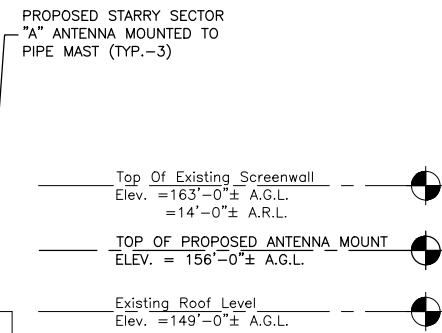 PROPOSED STARRY SECTOR
"A" ANTENNA MOUNTED TO
PIPE MAST (TYP.-3)
Top Of Existing Screenwall
Elev. =163'-0"± A.G.L.
=14'-0"± A.R.L.
TOP OF PROPOSED ANTENNA MOUNT
ELEV. = 156'-0"± A.G.L.
Existing Roof Level
Elev. =149'-0"± A.G.L.